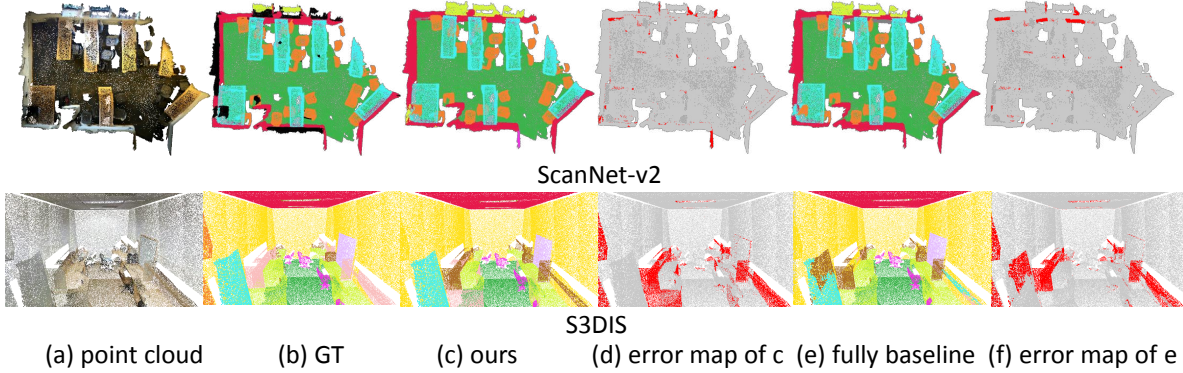 ScanNet-v2
S3DIS
(a) point cloud (b) GT (c) ours (d) error map of c (e) fully baseline (f) error map of e